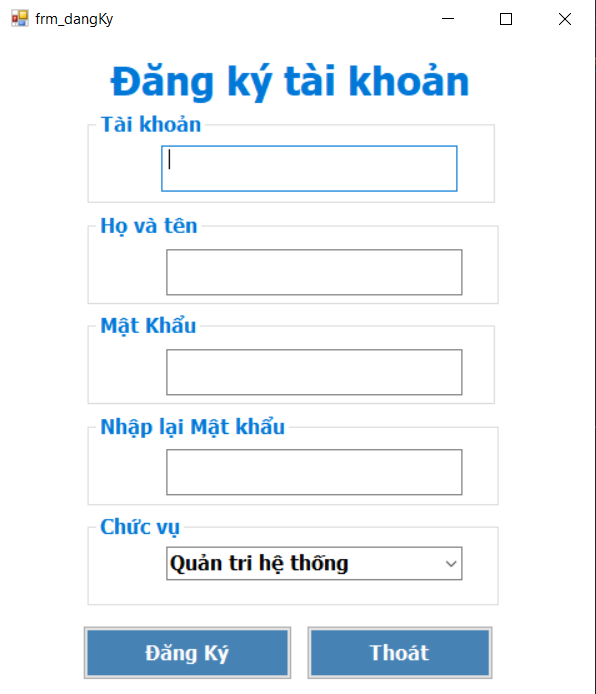 frm_dangKy
Đăng ký tài khoản
Tài khoản
Họ và tên
Mật Khẩu
Nhập lại Mật khẩu
Chức vụ
Quản tri hệ thống
Đăng Ký
Thoát